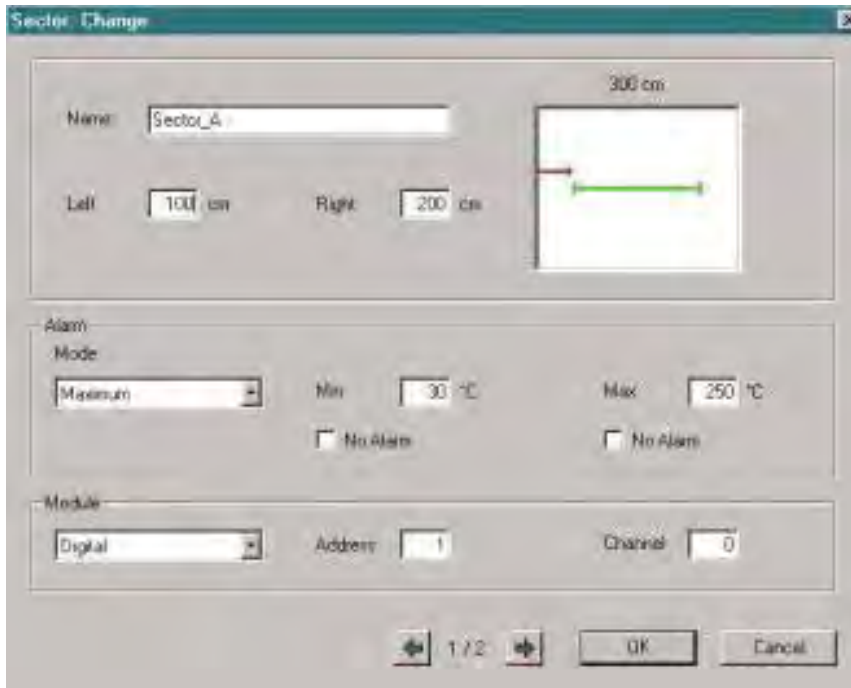 Sector: Change
300 cm
Name: Sector_A
Left 100 cm Right 200 cm
Alarm
Mode
Maximum Min 30 °C Max 250 °C
No Alarm No Alarm
Module
Digital Address 1 Channel 0
1 / 2 OK Cancel